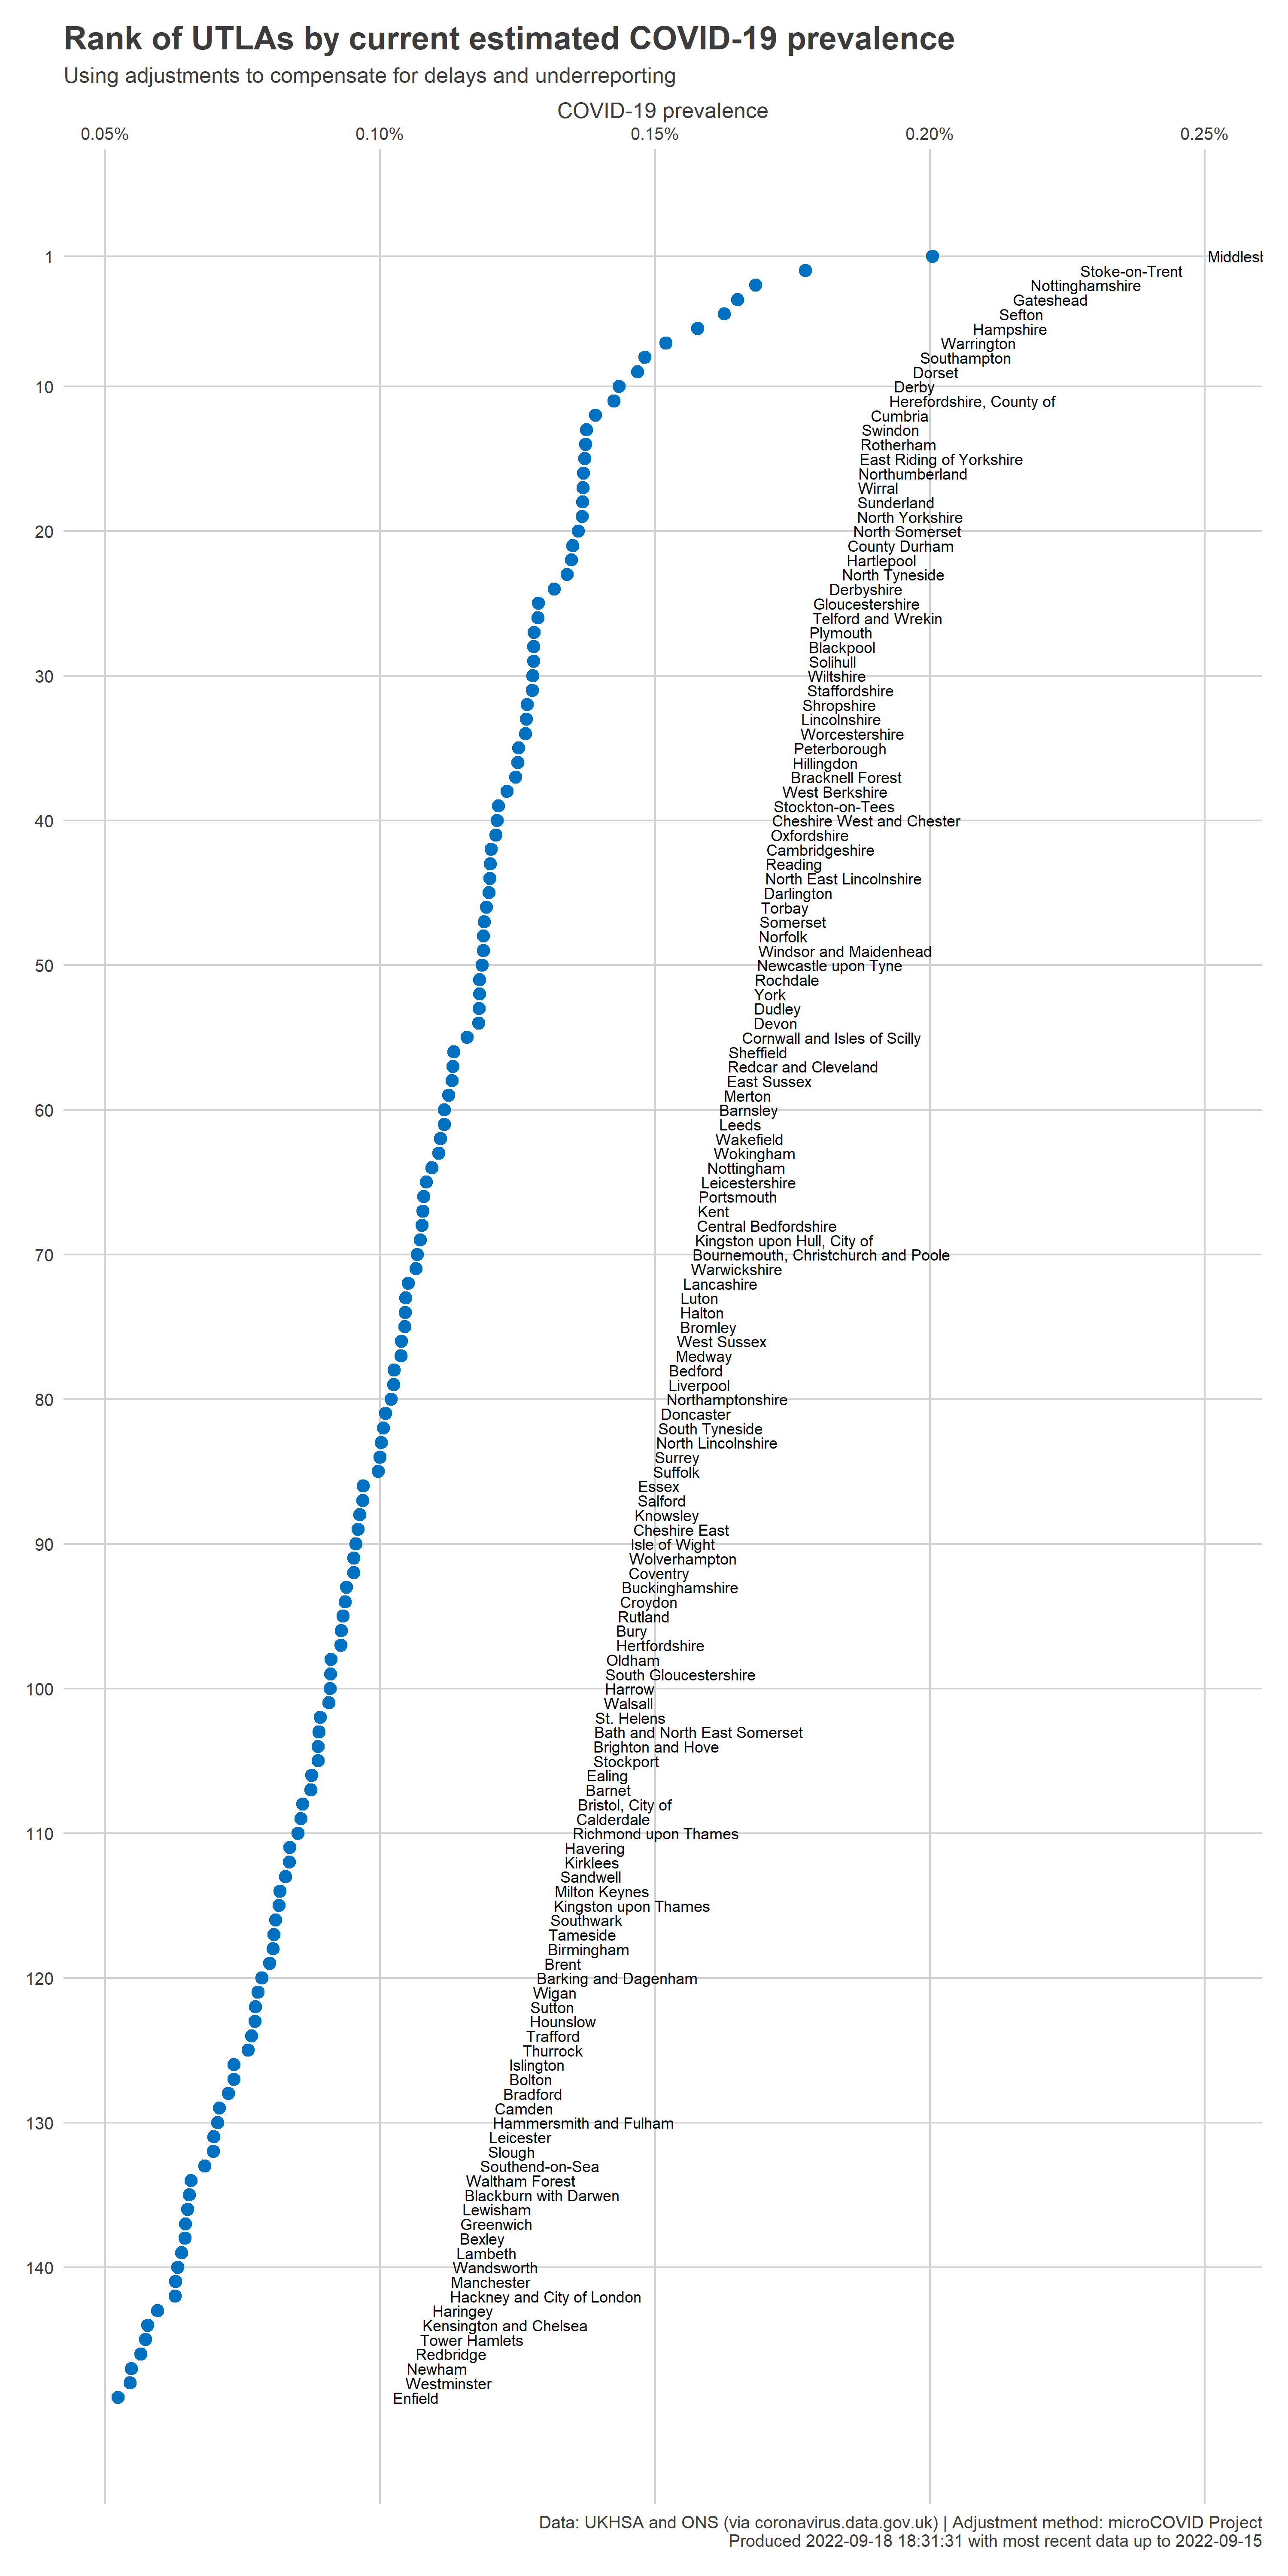 Rank of UTLAs by current estimated COVID-19 prevalence
Using adjustments to compensate for delays and underreporting
COVID-19 prevalence
0.05% 0.10% 0.15% 0.20% 0.25%
1 Middlesb
Stoke-on-Trent
Nottinghamshire
Gateshead
Sefton
Hampshire
Warrington
Southampton
Dorset
10 Derby
Herefordshire, County of
Cumbria
Swindon
Rotherham
East Riding of Yorkshire
Northumberland
Wirral
Sunderland
North Yorkshire
20 North Somerset
County Durham
Hartlepool
North Tyneside
Derbyshire
Gloucestershire
Telford and Wrekin
Plymouth
Blackpool
Solihull
30 Wiltshire
Staffordshire
Shropshire
Lincolnshire
Worcestershire
Peterborough
Hillingdon
Bracknell Forest
West Berkshire
Stockton-on-Tees
40 Cheshire West and Chester
Oxfordshire
Cambridgeshire
Reading
North East Lincolnshire
Darlington
Torbay
Somerset
Norfolk
Windsor and Maidenhead
50 Newcastle upon Tyne
Rochdale
York
Dudley
Devon
Cornwall and Isles of Scilly
Sheffield
Redcar and Cleveland
East Sussex
Merton
60 Barnsley
Leeds
Wakefield
Wokingham
Nottingham
Leicestershire
Portsmouth
Kent
Central Bedfordshire
Kingston upon Hull, City of
70 Bournemouth, Christchurch and Poole
Warwickshire
Lancashire
Luton
Halton
Bromley
West Sussex
Medway
Bedford
Liverpool
80 Northamptonshire
Doncaster
South Tyneside
North Lincolnshire
Surrey
Suffolk
Essex
Salford
Knowsley
Cheshire East
90 Isle of Wight
Wolverhampton
Coventry
Buckinghamshire
Croydon
Rutland
Bury
Hertfordshire
Oldham
South Gloucestershire
100 Harrow
Walsall
St. Helens
Bath and North East Somerset
Brighton and Hove
Stockport
Ealing
Barnet
Bristol, City of
Calderdale
110 Richmond upon Thames
Havering
Kirklees
Sandwell
Milton Keynes
Kingston upon Thames
Southwark
Tameside
Birmingham
Brent
120 Barking and Dagenham
Wigan
Sutton
Hounslow
Trafford
Thurrock
Islington
Bolton
Bradford
Camden
130 Hammersmith and Fulham
Leicester
Slough
Southend-on-Sea
Waltham Forest
Blackburn with Darwen
Lewisham
Greenwich
Bexley
Lambeth
140 Wandsworth
Manchester
Hackney and City of London
Haringey
Kensington and Chelsea
Tower Hamlets
Redbridge
Newham
Westminster
Enfield
Data: UKHSA and ONS (via coronavirus.data.gov.uk) | Adjustment method: microCOVID Project
Produced 2022-09-18 18:31:31 with most recent data up to 2022-09-15